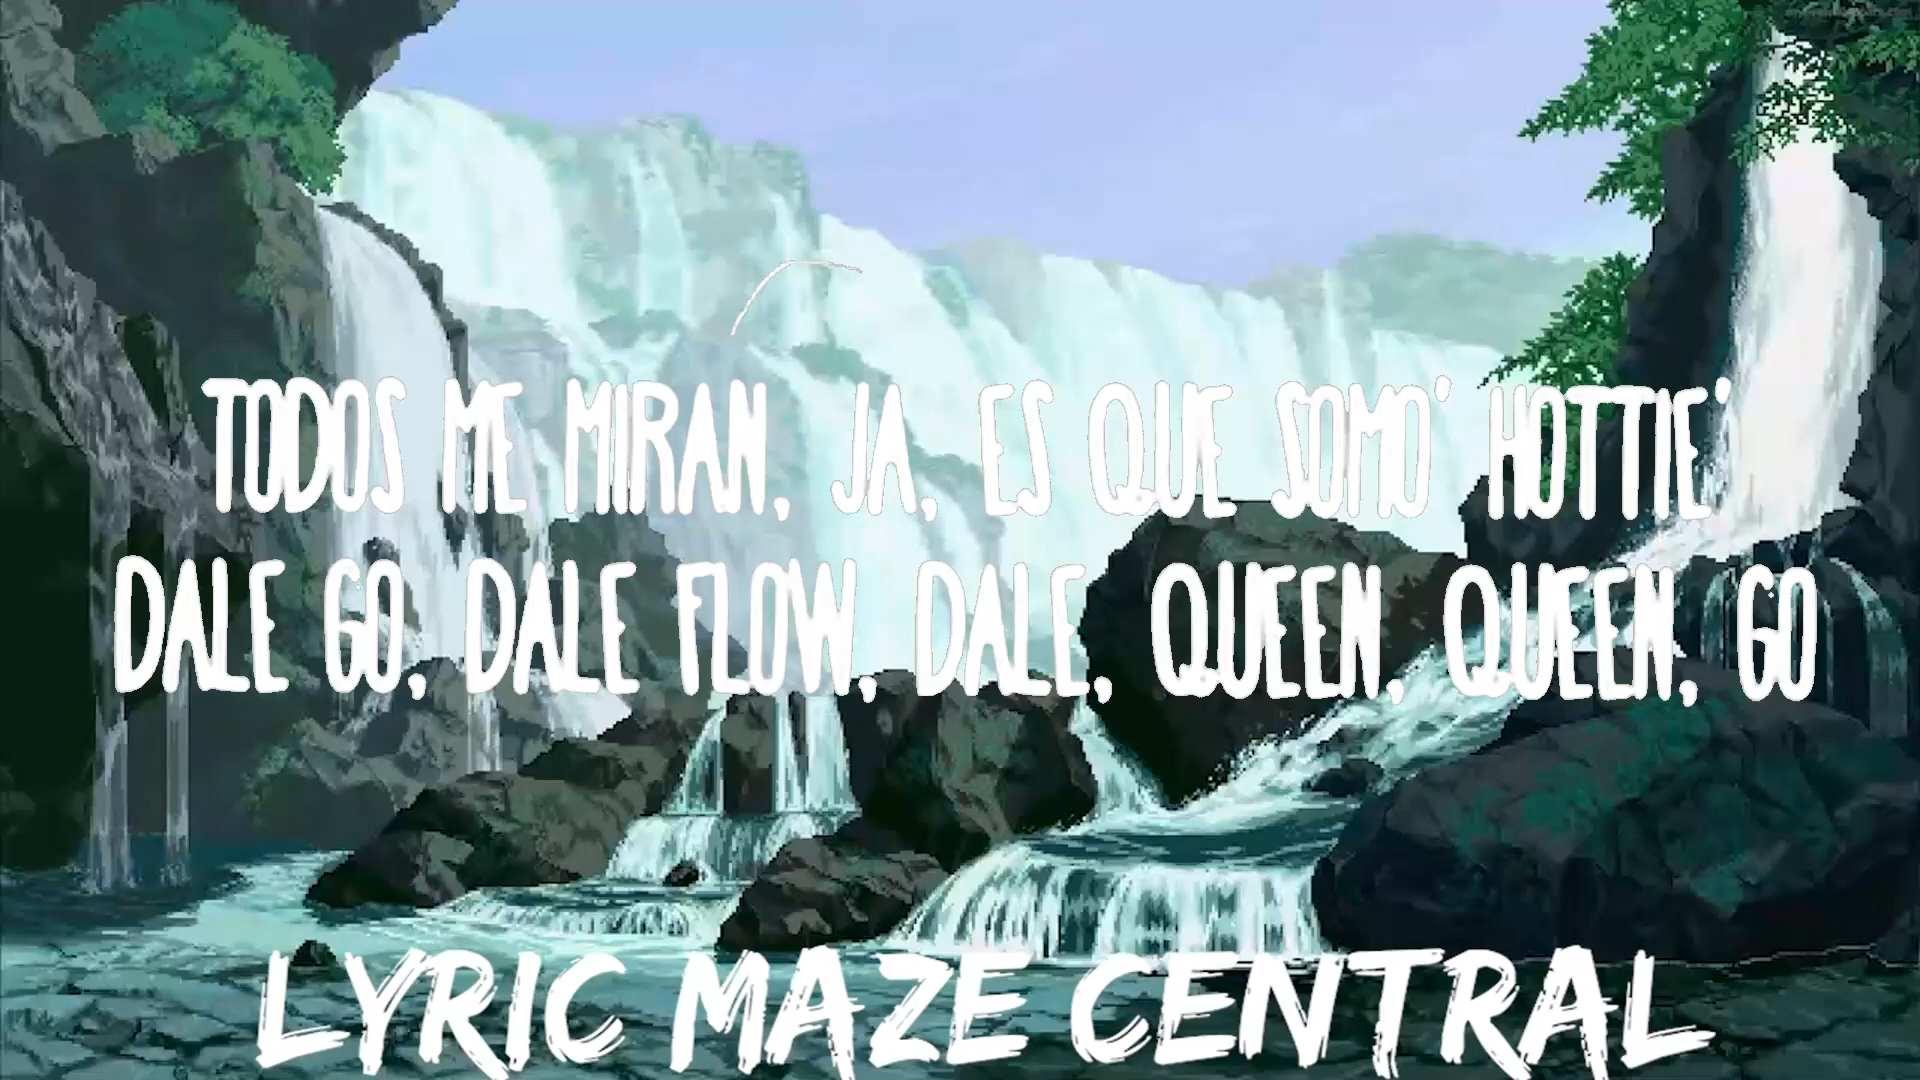 TODOS ME MIRAN, JA, ES QUE SOMO' HOTTIE'
DALE GO, DALE FLOW, DALE, QUEEN, QUEEN, GO
LYRIC MAZE CENTRAL